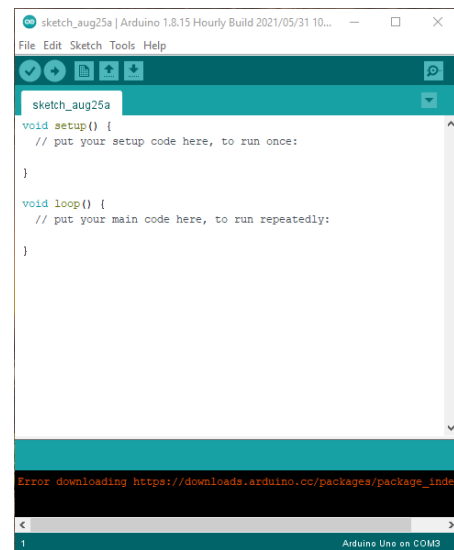 sketch_aug25a | Arduino 1.8.15 Hourly Build 2021/05/31 10...
File Edit Sketch Tools Help
sketch_aug25a
void setup() {
// put your setup code here, to run once:
}
void loop() {
// put your main code here, to run repeatedly:
}
Error downloading https://downloads.arduino.cc/packages/package_inde
1 Arduino Uno on COM3